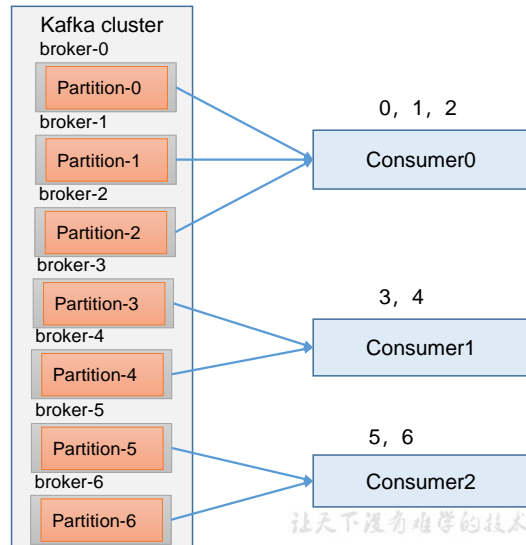 Kafka cluster
broker-0
Partition-0
broker-1
Partition-1
broker-2
Partition-2
broker-3
Partition-3
broker-4
Partition-4
broker-5
Partition-5
broker-6
Partition-6
0, 1, 2
Consumer0
3, 4
Consumer1
5, 6
Consumer2
让天下没有难学的技术